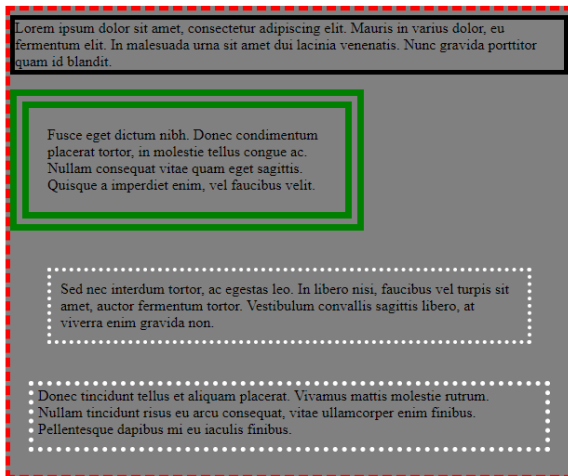 Lorem ipsum dolor sit amet, consectetur adipiscing elit. Mauris in varius dolor, eu
fermentum elit. In malesuada urna sit amet dui lacinia venenatis. Nunc gravida porttitor
quam id blandit.
Fusce eget dictum nibh. Donec condimentum
placerat tortor, in molestie tellus congue ac.
Nullam consequat vitae quam eget sagittis.
Quisque a imperdiet enim, vel faucibus velit.
Sed nec interdum tortor, ac egestas leo. In libero nisi, faucibus vel turpis sit
amet, auctor fermentum tortor. Vestibulum convallis sagittis libero, at
viverra enim gravida non.
Donec tincidunt tellus et aliquam placerat. Vivamus mattis molestie rutrum.
Nullam tincidunt risus eu arcu consequat, vitae ullamcorper enim finibus.
Pellentesque dapibus mi eu iaculis finibus.